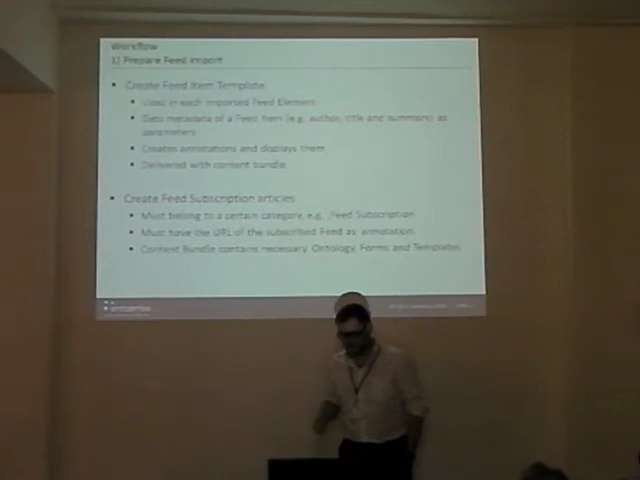 Workflow
1) Prepare Feed Import
• Create Feed Item Template
• Used in each imported Feed Element
• Gets metadata of a Feed Item (e.g. author, title and summary) as
parameters
• Creates annotations and displays them
• Delivered with content bundle
• Create Feed Subscription articles
• Must belong to a certain category, e.g. „Feed Subscription
• Must have the URL of the subscribed Feed as annotation
• Content Bundle contains necessary Ontology, Forms and Templates